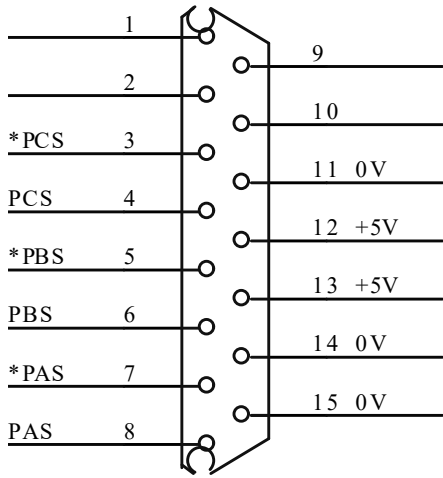 1
2
*PCS 3
PCS 4
*PBS 5
PBS 6
*PAS 7
PAS 8
9
10
11 0V
12 +5V
13 +5V
14 0V
15 0V